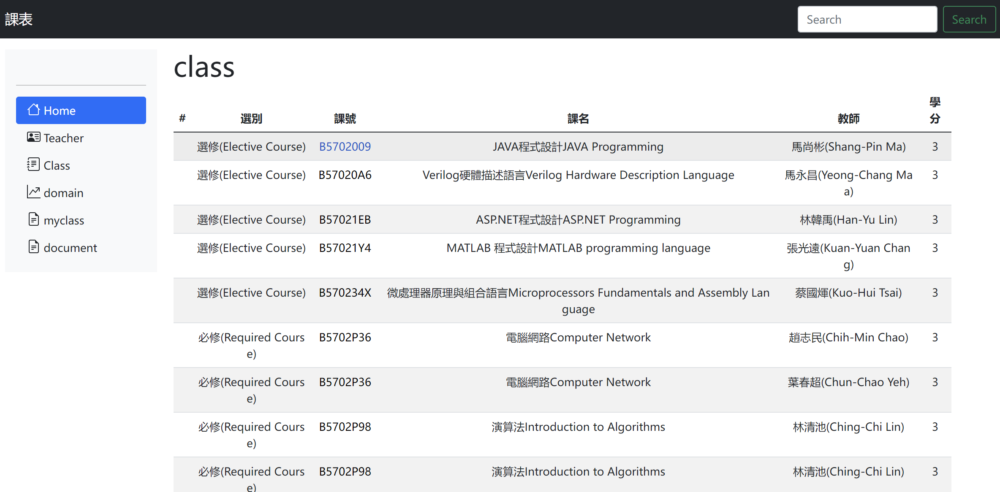 課表
Search
Search
Home
Teacher
Class
domain
myclass
document
class
# 選別 課號 課名 教師 學
分
選修(Elective Course) B5702009 JAVA程式設計JAVA Programming 馬尚彬(Shang-Pin Ma) 3
選修(Elective Course) B57020A6 Verilog硬體描述語言Verilog Hardware Description Language 馬永昌(Yeong-Chang Ma 3
a)
選修(Elective Course) B57021EB ASP.NET程式設計ASP.NET Programming 林韓禹(Han-Yu Lin) 3
選修(Elective Course) B57021Y4 MATLAB 程式設計MATLAB programming language 張光遠(Kuan-Yuan Chan 3
g)
選修(Elective Course) B570234X 微處理器原理與組合語言Microprocessors Fundamentals and Assembly Lan 蔡國煇(Kuo-Hui Tsai) 3
guage
必修(Required Cours B5702P36 電腦網路Computer Network 趙志民(Chih-Min Chao) 3
e)
必修(Required Cours B5702P36 電腦網路Computer Network 葉春超(Chun-Chao Yeh) 3
e)
必修(Required Cours B5702P98 演算法Introduction to Algorithms 林清池(Ching-Chi Lin) 3
e)
必修(Required Cours B5702P98 演算法Introduction to Algorithms 林清池(Ching-Chi Lin) 3
e)